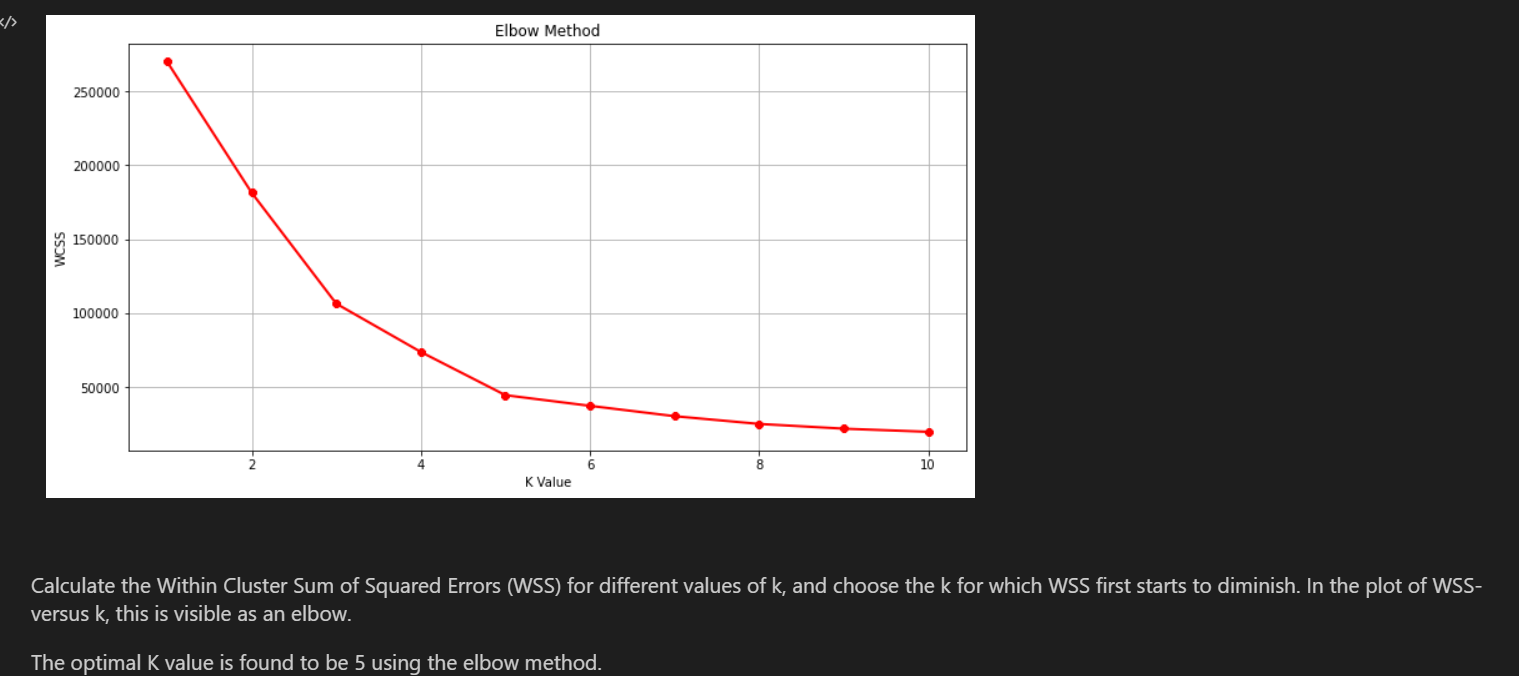 </>
Elbow Method
250000
200000
150000
100000
50000
WCSS
2 4 6 8 10
K Value
Calculate the Within Cluster Sum of Squared Errors (WSS) for different values of k, and choose the k for which WSS first starts to diminish. In the plot of WSS-
versus k, this is visible as an elbow.
The optimal K value is found to be 5 using the elbow method.